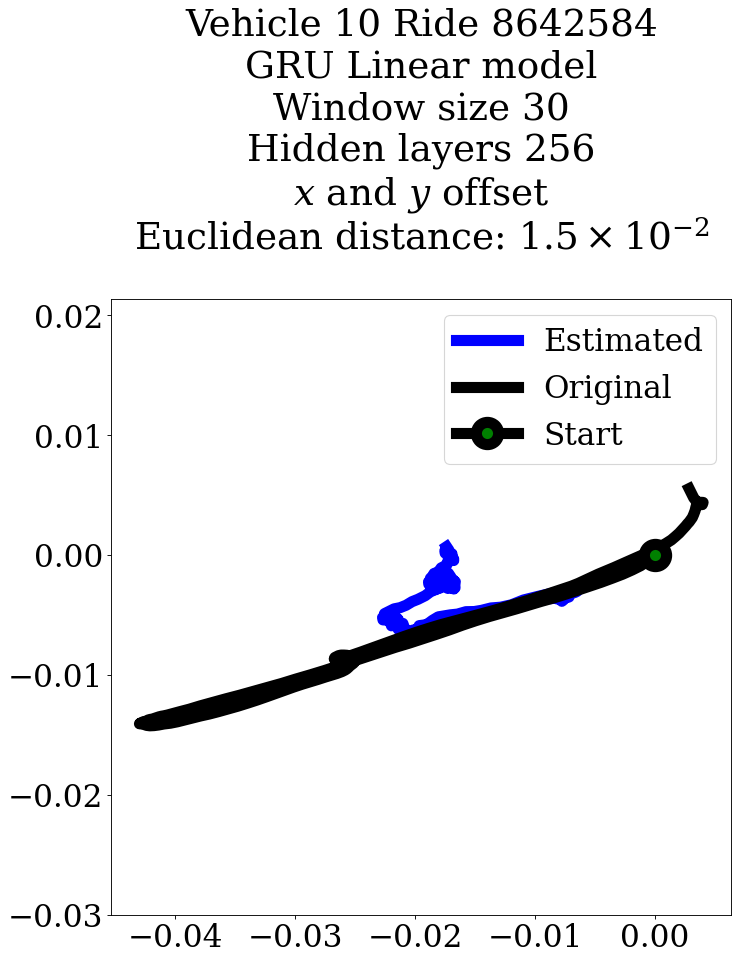 Vehicle 10 Ride 8642584
GRU Linear model
Window size 30
Hidden layers 256
x and y offset
Euclidean distance: 1.5 × 10⁻²
Estimated
Original
Start
0.02
0.01
0.00
−0.01
−0.02
−0.03
−0.04 −0.03 −0.02 −0.01 0.00